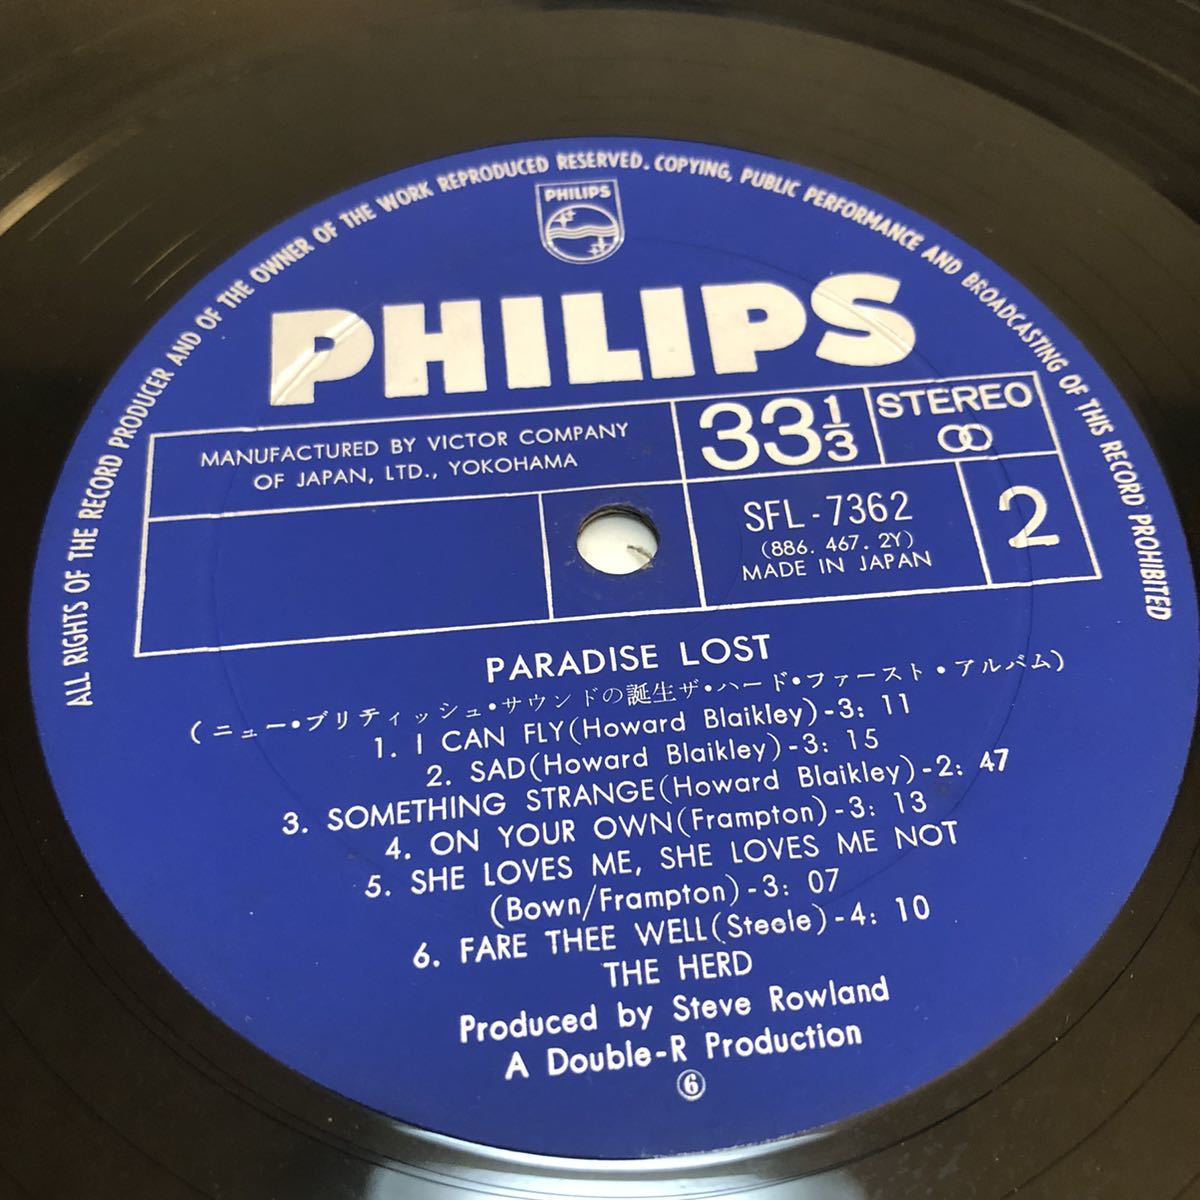 ALL RIGHTS OF THE RECORD PRODUCER AND OF THE OWNER OF THE WORK REPRODUCED RESERVED. COPYING, PUBLIC PERFORMANCE AND BROADCASTING OF THIS RECORD PROHIBITED
PHILIPS
PHILIPS
MANUFACTURED BY VICTOR COMPANY
OF JAPAN, LTD., YOKOHAMA
33 1/3
STEREO
SFL-7362
(886. 467. 2Y)
MADE IN JAPAN
2
PARADISE LOST
(ニュー・ブリティッシュ・サウンドの誕生ザ・ハード・ファースト・アルバム)
1. I CAN FLY(Howard Blaikley)-3: 11
2. SAD(Howard Blaikley)-3: 15
3. SOMETHING STRANGE(Howard Blaikley)-2: 47
4. ON YOUR OWN(Frampton)-3: 13
5. SHE LOVES ME, SHE LOVES ME NOT
(Bown/Frampton)-3: 07
6. FARE THEE WELL(Steele)-4: 10
THE HERD
Produced by Steve Rowland
A Double-R Production
⑥